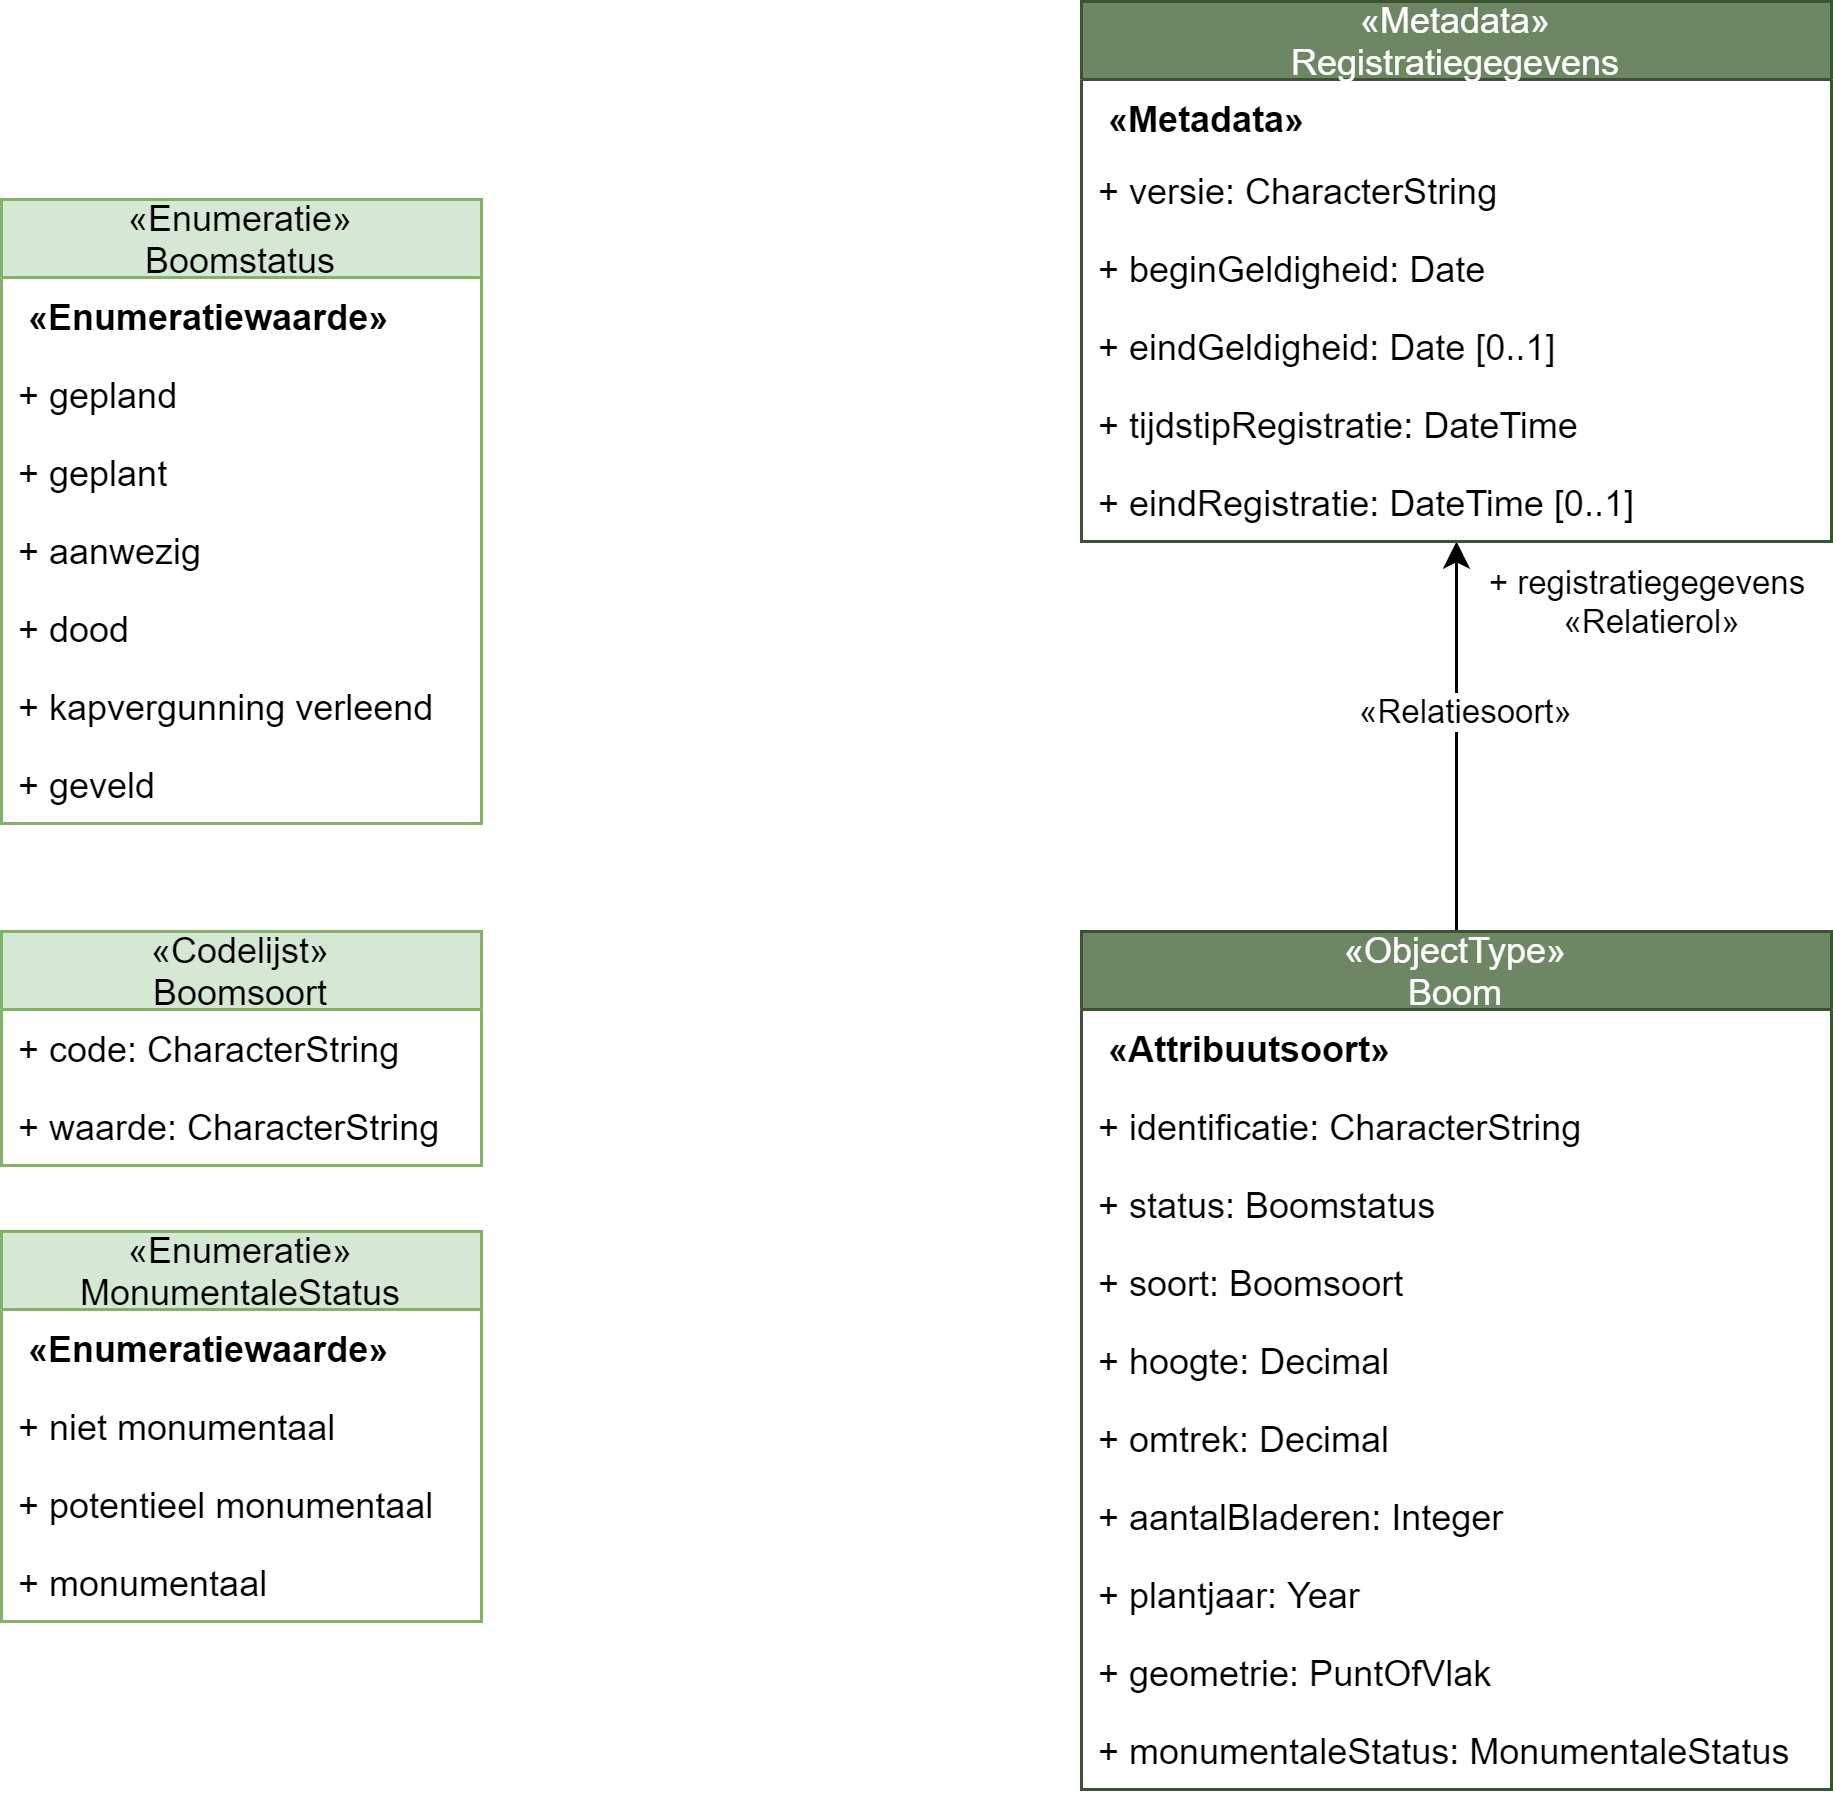 «Metadata»
Registratiegegevens
«Metadata»
+ versie: CharacterString
+ beginGeldigheid: Date
+ eindGeldigheid: Date [0..1]
+ tijdstipRegistratie: DateTime
+ eindRegistratie: DateTime [0..1]
«Enumeratie»
Boomstatus
«Enumeratiewaarde»
+ gepland
+ geplant
+ aanwezig
+ dood
+ kapvergunning verleend
+ geveld
+ registratiegegevens
«Relatierol»
«Relatiesoort»
«Codelijst»
Boomsoort
+ code: CharacterString
+ waarde: CharacterString
«Enumeratie»
MonumentaleStatus
«Enumeratiewaarde»
+ niet monumentaal
+ potentieel monumentaal
+ monumentaal
«ObjectType»
Boom
«Attribuutsoort»
+ identificatie: CharacterString
+ status: Boomstatus
+ soort: Boomsoort
+ hoogte: Decimal
+ omtrek: Decimal
+ aantalBladeren: Integer
+ plantjaar: Year
+ geometrie: PuntOfVlak
+ monumentaleStatus: MonumentaleStatus